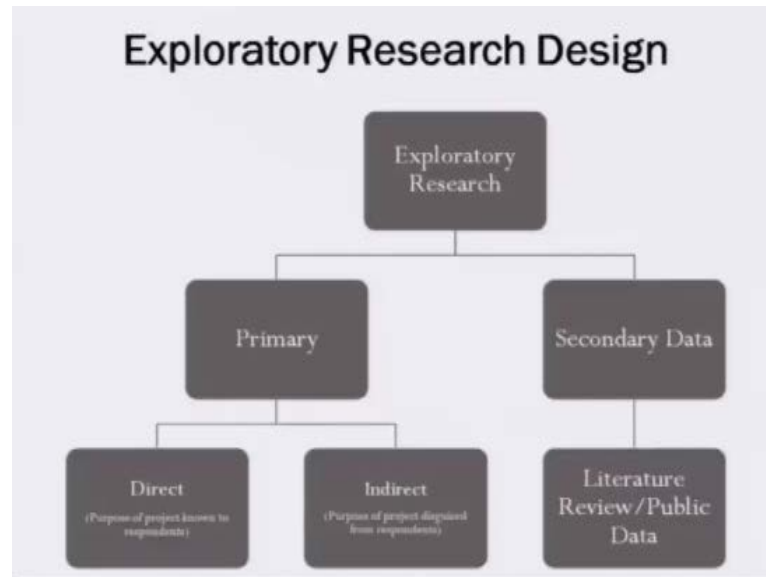 Exploratory Research Design
Exploratory
Research
Primary
Secondary Data
Direct
(Purpose of project known to
respondents)
Indirect
(Purpose of project disguised
from respondents)
Literature
Review/Public
Data